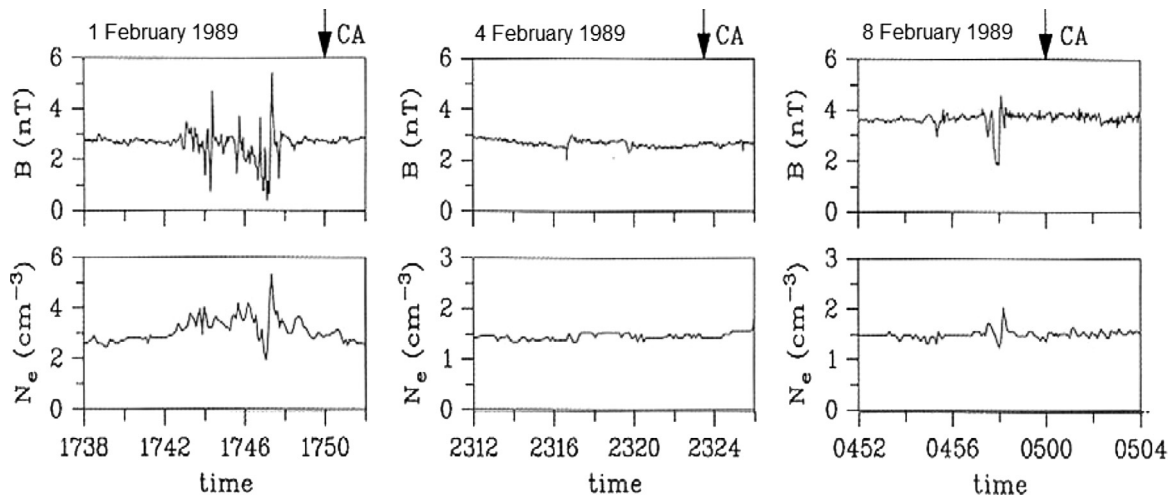 1 February 1989
CA
4 February 1989
CA
8 February 1989
CA
B (nT)
6
4
2
0
B (nT)
6
4
2
0
B (nT)
6
4
2
0
Ne (cm−3)
6
4
2
0
Ne (cm−3)
3
2
1
0
Ne (cm−3)
3
2
1
0
1738 1742 1746 1750
2312 2316 2320 2324
0452 0456 0500 0504
time
time
time